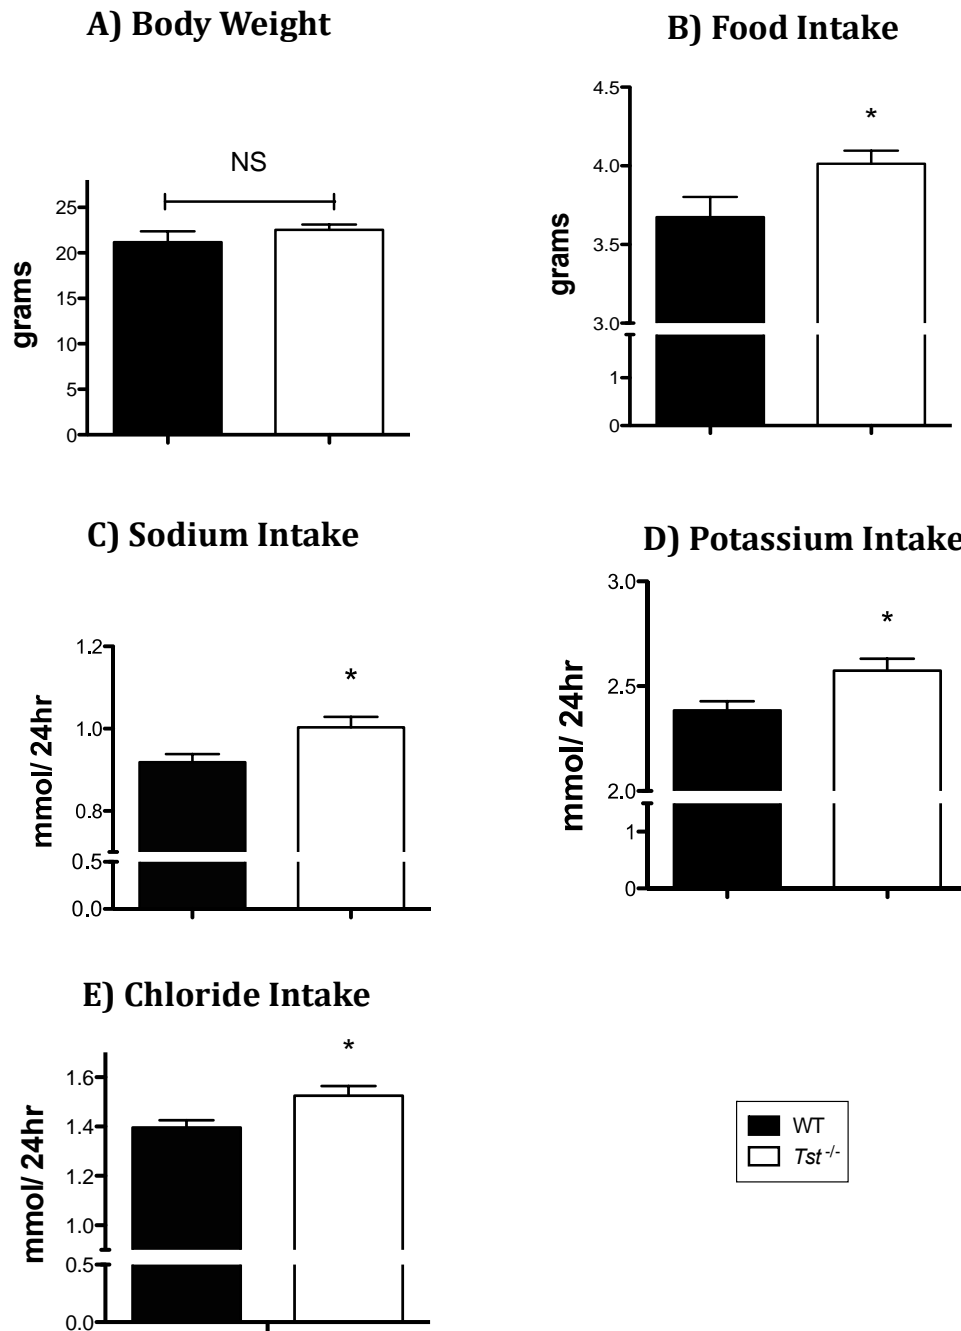 A) Body Weight
NS
grams
25
20
15
10
5
0
B) Food Intake
*
grams
4.5
4.0
3.5
3.0
1
0
C) Sodium Intake
*
mmol/ 24hr
1.2
1.0
0.8
0.5
0.0
D) Potassium Intake
*
mmol/ 24hr
3.0
2.5
2.0
1
0
E) Chloride Intake
*
mmol/ 24hr
1.6
1.4
1.2
1.0
0.5
0.0
WT
Tst -/-